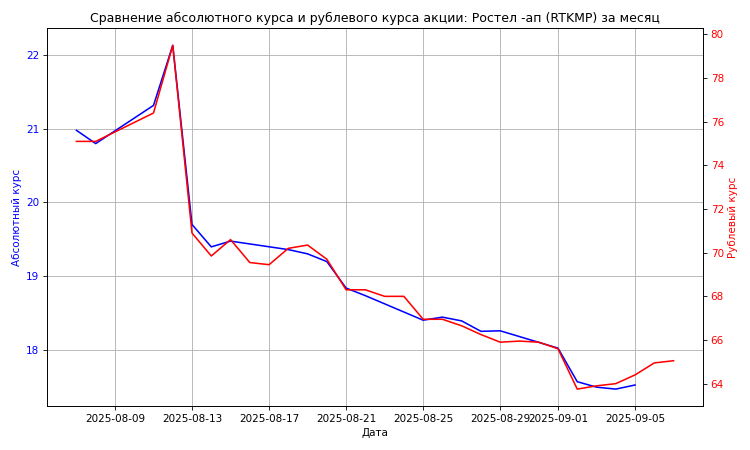 Сравнение абсолютного курса и рублевого курса акции: Ростел -ап (RTKMP) за месяц
Абсолютный курс
22
21
20
19
18
80
78
76
74
72
70
68
66
64
Рублевый курс
2025-08-09 2025-08-13 2025-08-17 2025-08-21 2025-08-25 2025-08-29 2025-09-01 2025-09-05
Дата